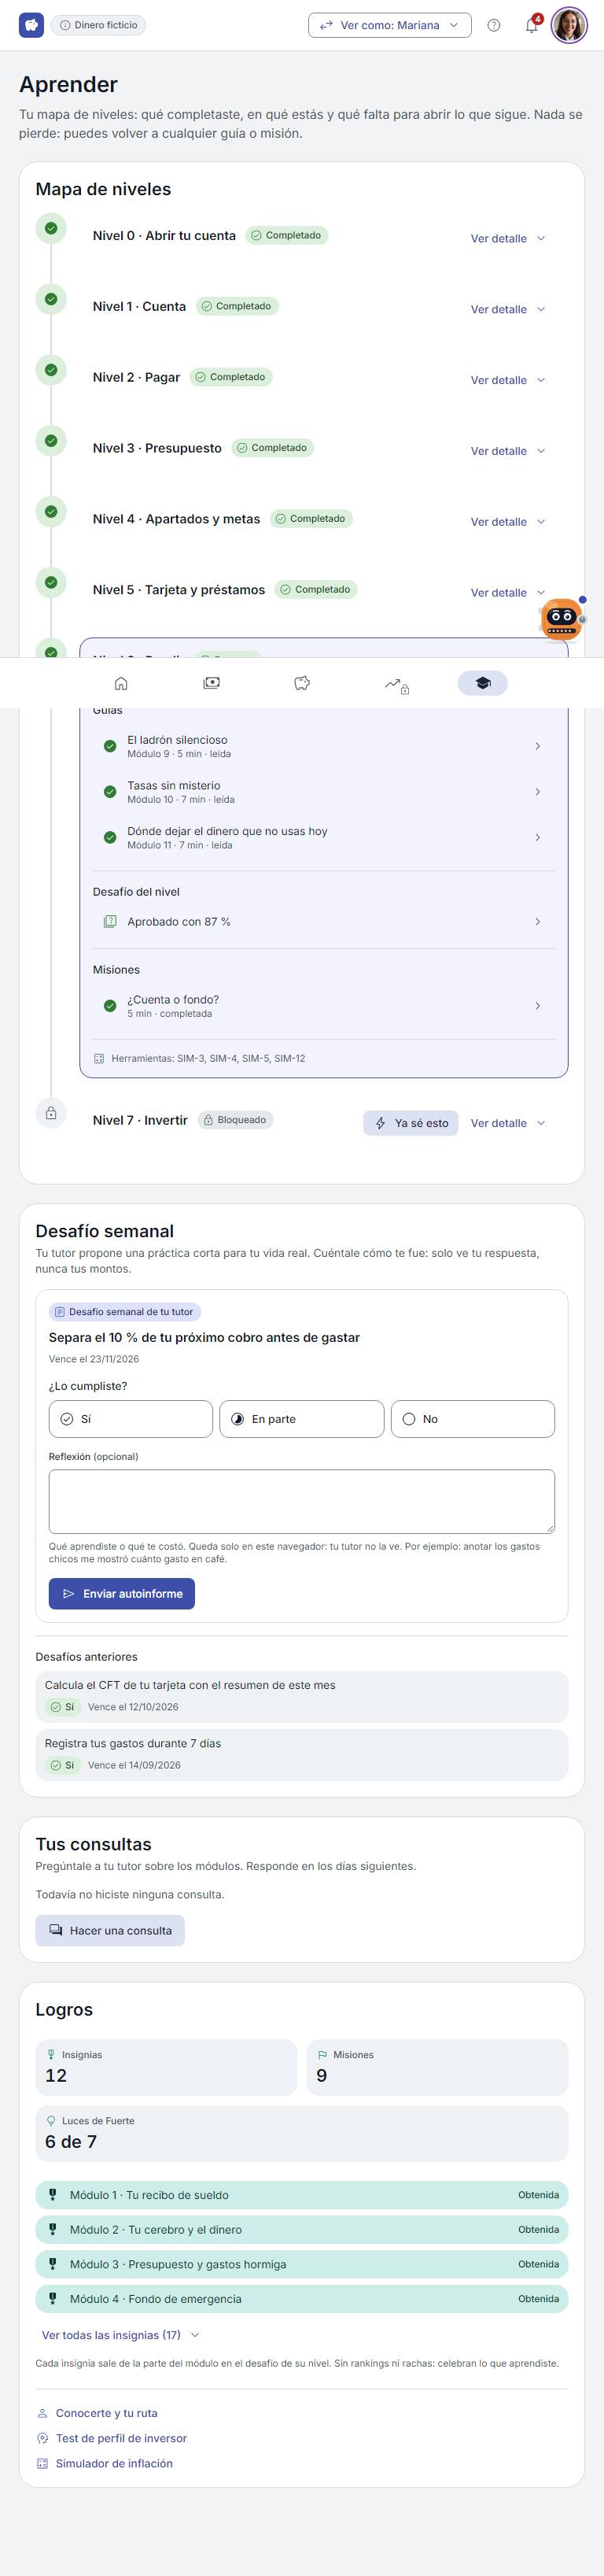 Dinero ficticio
Ver como: Mariana
4
Aprender
Tu mapa de niveles: qué completaste, en qué estás y qué falta para abrir lo que sigue. Nada se
pierde: puedes volver a cualquier guía o misión.
Mapa de niveles
Nivel 0 · Abrir tu cuenta
Completado
Ver detalle
Nivel 1 · Cuenta
Completado
Ver detalle
Nivel 2 · Pagar
Completado
Ver detalle
Nivel 3 · Presupuesto
Completado
Ver detalle
Nivel 4 · Apartados y metas
Completado
Ver detalle
Nivel 5 · Tarjeta y préstamos
Completado
Ver detalle
Guías
El ladrón silencioso
Módulo 9 · 5 min · leída
Tasas sin misterio
Módulo 10 · 7 min · leída
Dónde dejar el dinero que no usas hoy
Módulo 11 · 7 min · leída
Desafío del nivel
Aprobado con 87 %
Misiones
¿Cuenta o fondo?
5 min · completada
Herramientas: SIM-3, SIM-4, SIM-5, SIM-12
Nivel 7 · Invertir
Bloqueado
Ya sé esto
Ver detalle
Desafío semanal
Tu tutor propone una práctica corta para tu vida real. Cuéntale cómo te fue: solo ve tu respuesta,
nunca tus montos.
Desafío semanal de tu tutor
Separa el 10 % de tu próximo cobro antes de gastar
Vence el 23/11/2026
¿Lo cumpliste?
Sí
En parte
No
Reflexión (opcional)
Qué aprendiste o qué te costó. Queda solo en este navegador: tu tutor no la ve. Por ejemplo: anotar los gastos
chicos me mostró cuánto gasto en café.
Enviar autoinforme
Desafíos anteriores
Calcula el CFT de tu tarjeta con el resumen de este mes
Sí
Vence el 12/10/2026
Registra tus gastos durante 7 días
Sí
Vence el 14/09/2026
Tus consultas
Pregúntale a tu tutor sobre los módulos. Responde en los días siguientes.
Todavía no hiciste ninguna consulta.
Hacer una consulta
Logros
Insignias
12
Misiones
9
Luces de Fuerte
6 de 7
Módulo 1 · Tu recibo de sueldo
Obtenida
Módulo 2 · Tu cerebro y el dinero
Obtenida
Módulo 3 · Presupuesto y gastos hormiga
Obtenida
Módulo 4 · Fondo de emergencia
Obtenida
Ver todas las insignias (17)
Cada insignia sale de la parte del módulo en el desafío de su nivel. Sin rankings ni rachas: celebran lo que aprendiste.
Conocerte y tu ruta
Test de perfil de inversor
Simulador de inflación